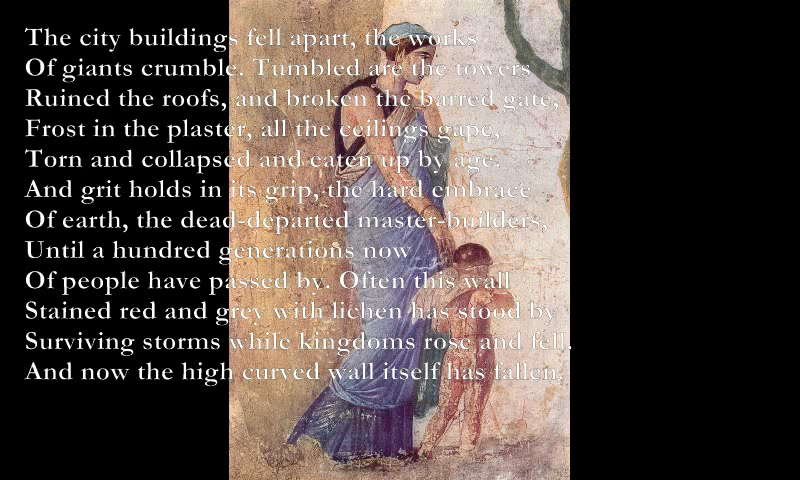 The city buildings fell apart, the works
Of giants crumble. Tumbled are the towers
Ruined the roofs, and broken the barred gate,
Frost in the plaster, all the ceilings gape,
Torn and collapsed and eaten up by age.
And grit holds in its grip, the hard embrace
Of earth, the dead-departed master-builders,
Until a hundred generations now
Of people have passed by. Often this wall
Stained red and grey with lichen has stood by
Surviving storms while kingdoms rose and fell.
And now the high curved wall itself has fallen.